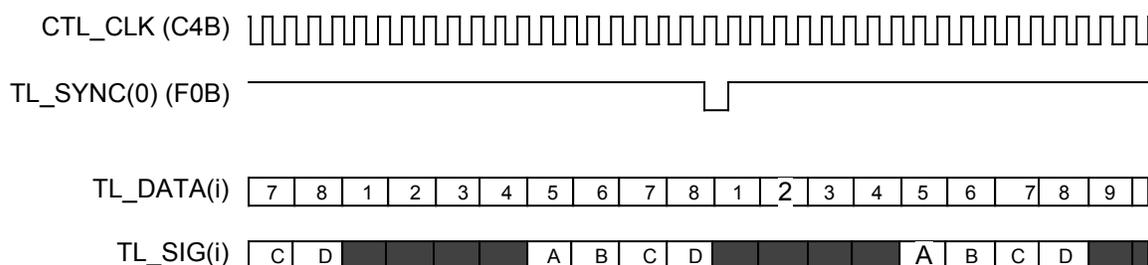 CTL_CLK (C4B)
TL_SYNC(0) (F0B)
TL_DATA(i) 7 8 1 2 3 4 5 6 7 8 1 2 3 4 5 6 7 8 9
TL_SIG(i) C D A B C D A B C D